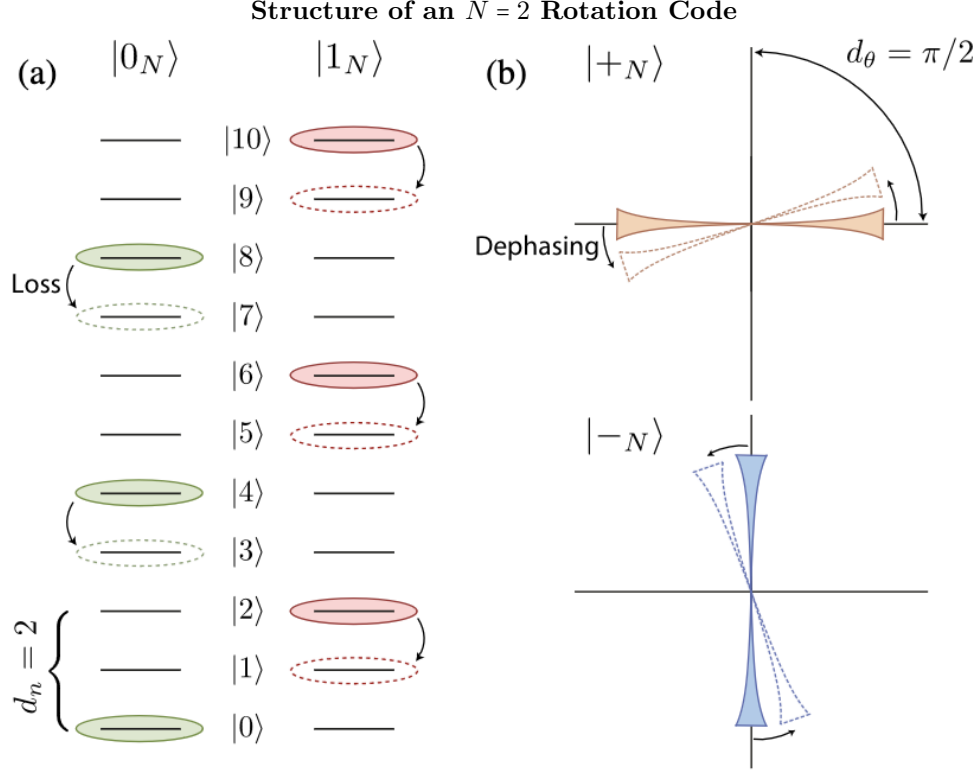 Structure of an N = 2 Rotation Code
(a)
|0_N⟩
|1_N⟩
|10⟩
|9⟩
|8⟩
Loss
|7⟩
|6⟩
|5⟩
|4⟩
|3⟩
|2⟩
|1⟩
|0⟩
d_n = 2
(b)
|+_N⟩
d_θ = π/2
Dephasing
|−_N⟩